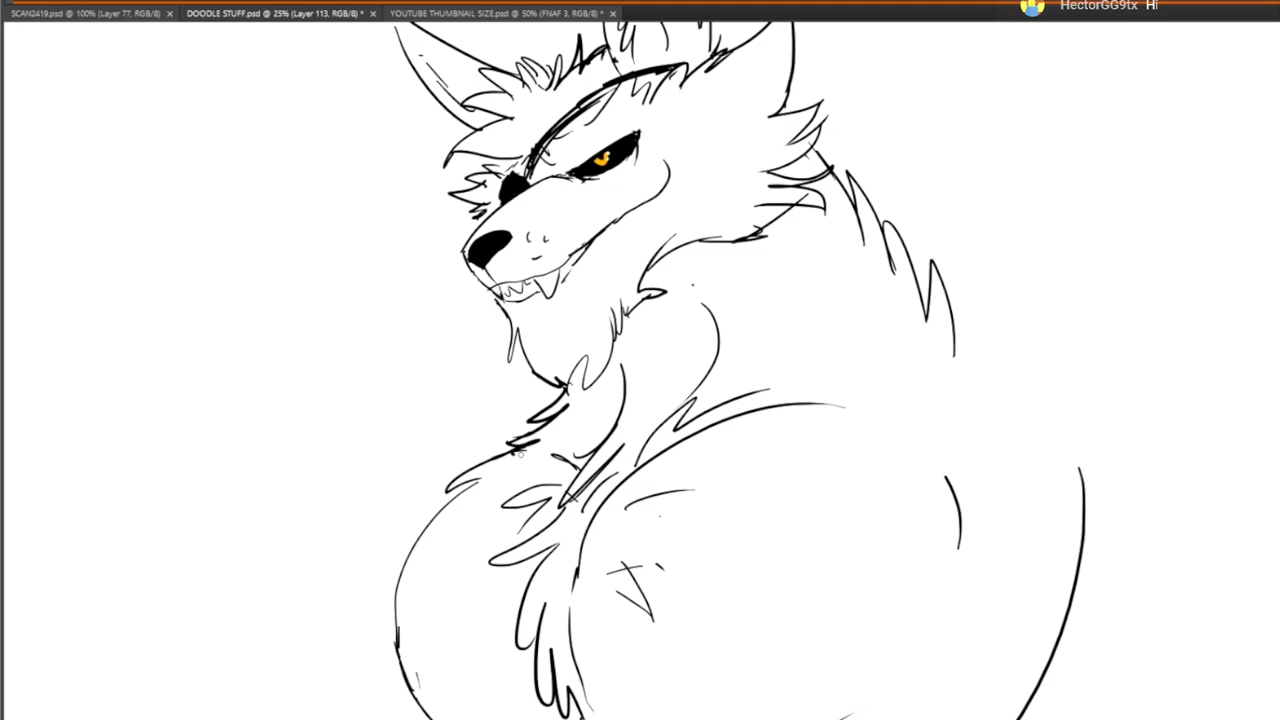 HectorGG9tx Hi
SCAN2419.psd @ 100% (Layer 77, RGB/8) × DOODLE STUFF.psd @ 25% (Layer 113, RGB/8) * × YOUTUBE THUMBNAIL SIZE.psd @ 50% (FNAF 3, RGB/8) * ×